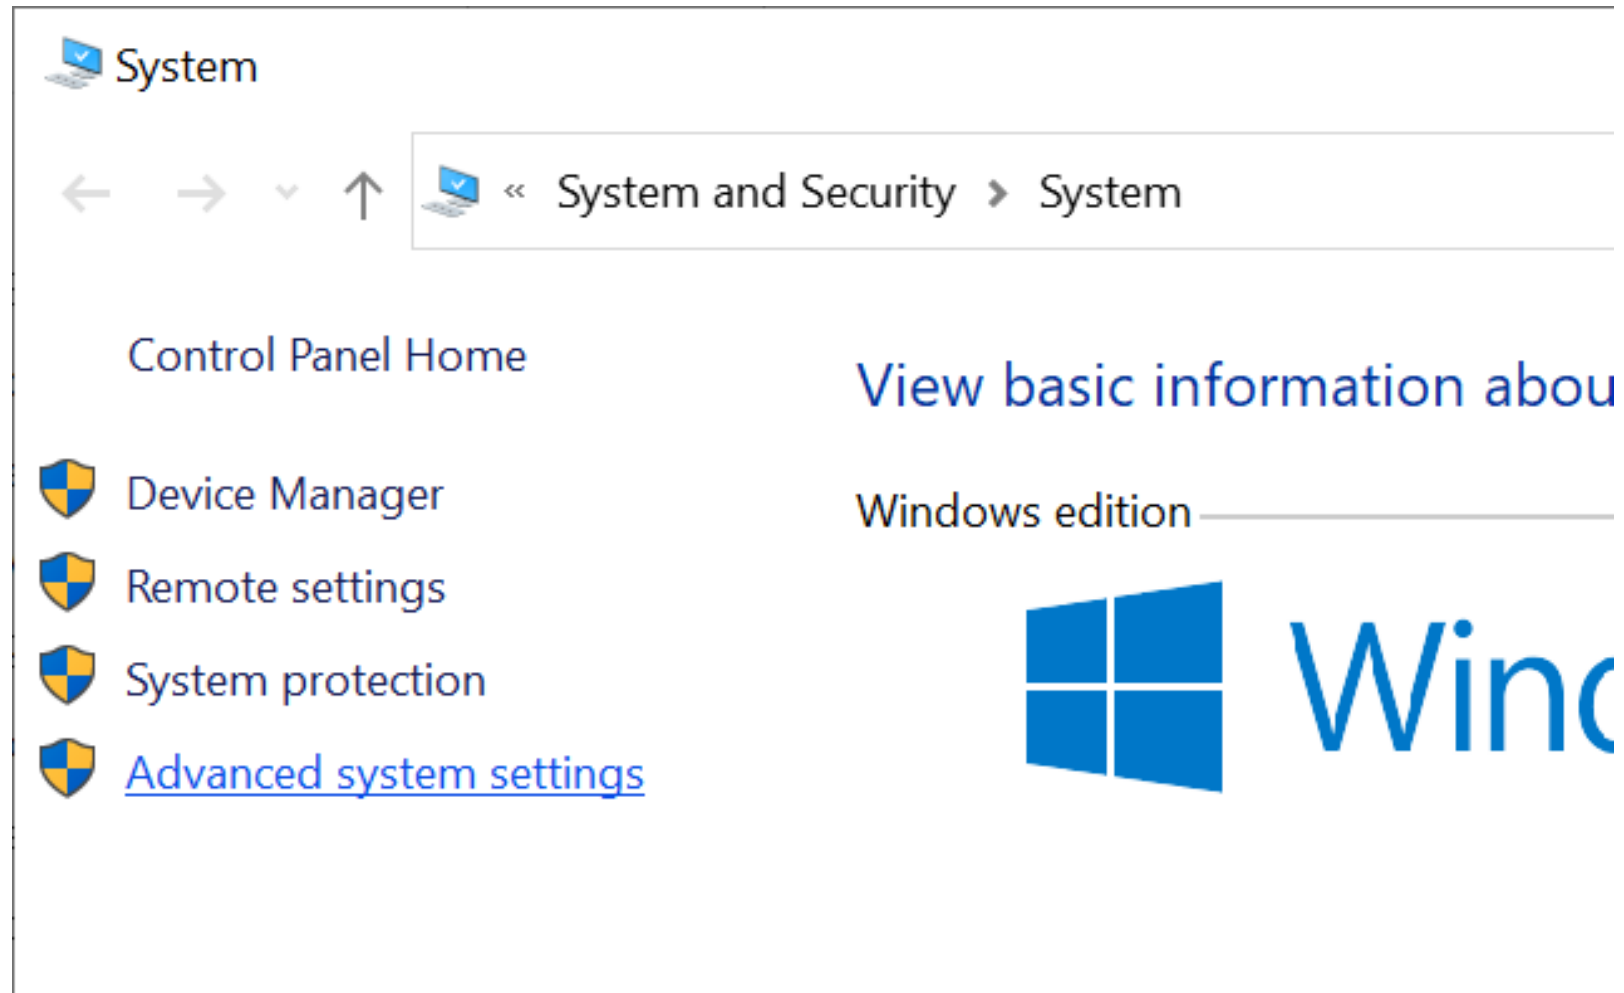 System
« System and Security > System
Control Panel Home
View basic information abou
Device Manager
Windows edition
Remote settings
System protection
Advanced system settings
Wind